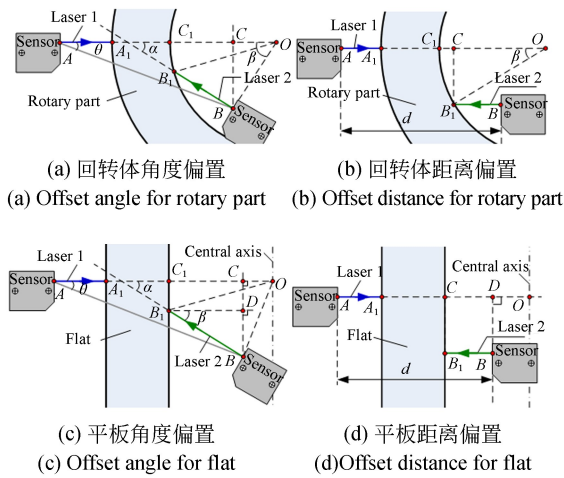 Laser 1
Sensor
A
θ
A₁
α
C₁
C
O
β
B₁
Laser 2
Rotary part
B
Sensor
(a) 回转体角度偏置
(a) Offset angle for rotary part
Laser 1
Sensor
A
A₁
C₁
C
O
β
Laser 2
Rotary part
B₁
B
Sensor
d
(b) 回转体距离偏置
(b) Offset distance for rotary part
Central axis
Laser 1
Sensor
A
θ
A₁
α
C₁
C
O
B₁
β
D
Flat
Laser 2
B
Sensor
(c) 平板角度偏置
(c) Offset angle for flat
Central axis
Laser 1
Sensor
A
A₁
C
D
O
Flat
Laser 2
B₁
B
Sensor
d
(d) 平板距离偏置
(d)Offset distance for flat